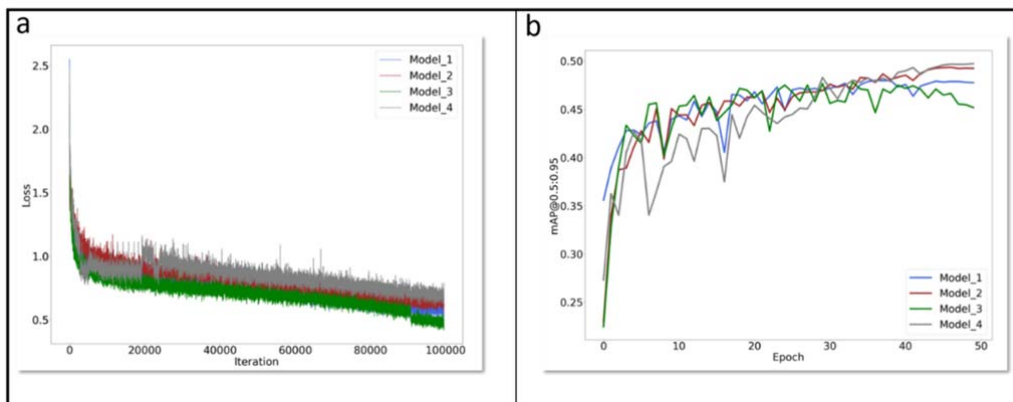 a
2.5
2.0
1.5
1.0
0.5
Loss
0
20000
40000
60000
80000
100000
Iteration
Model_1
Model_2
Model_3
Model_4
b
0.50
0.45
0.40
0.35
0.30
0.25
mAP@0.5:0.95
0
10
20
30
40
50
Epoch
Model_1
Model_2
Model_3
Model_4